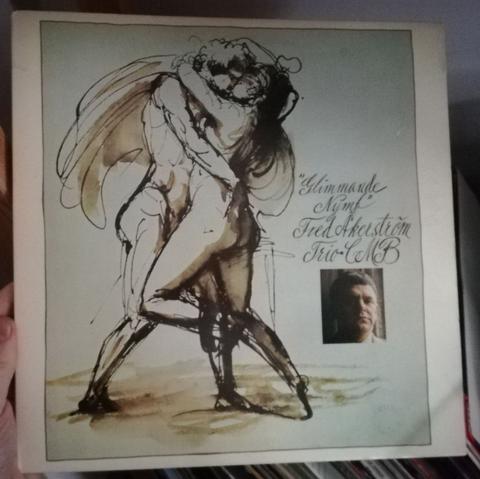 "Glimmande
Nymf"
Fred Åkerström
Trio CMB